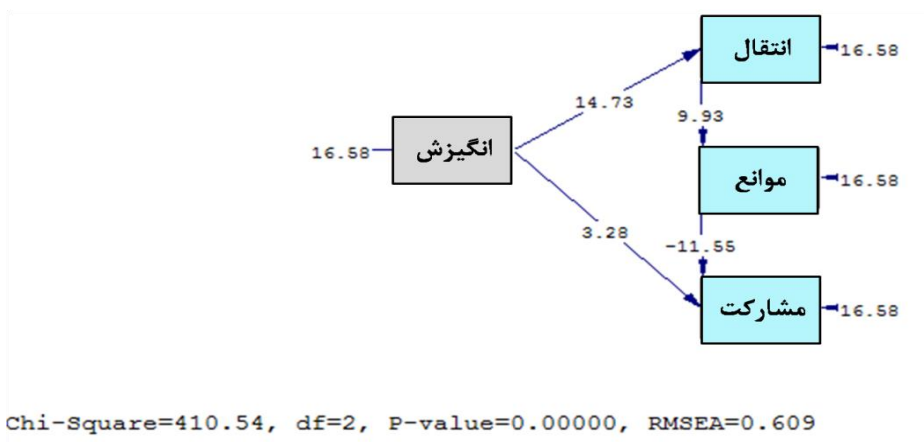 انتقال
16.58
14.73
9.93
16.58
انگیزش
موانع
16.58
3.28
-11.55
مشارکت
16.58
Chi-Square=410.54, df=2, P-value=0.00000, RMSEA=0.609